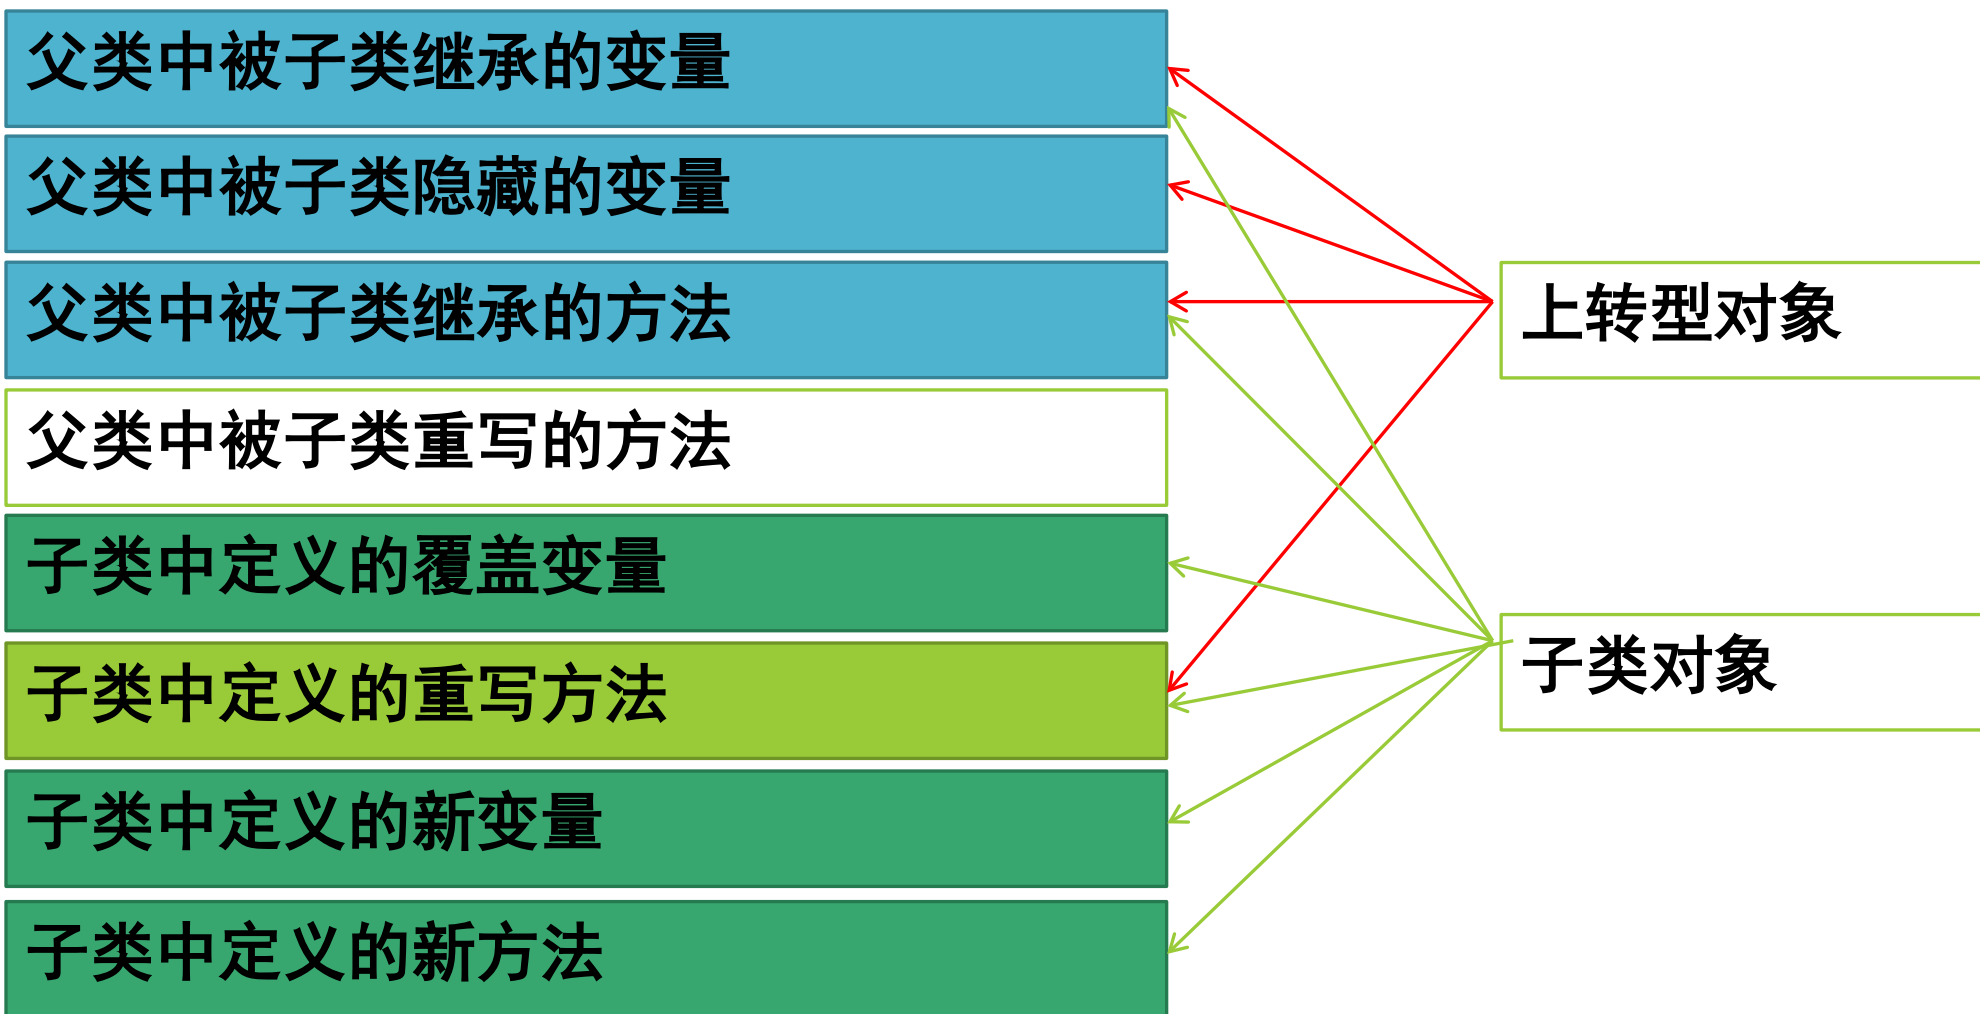 父类中被子类继承的变量
父类中被子类隐藏的变量
父类中被子类继承的方法
父类中被子类重写的方法
子类中定义的覆盖变量
子类中定义的重写方法
子类中定义的新变量
子类中定义的新方法
上转型对象
子类对象